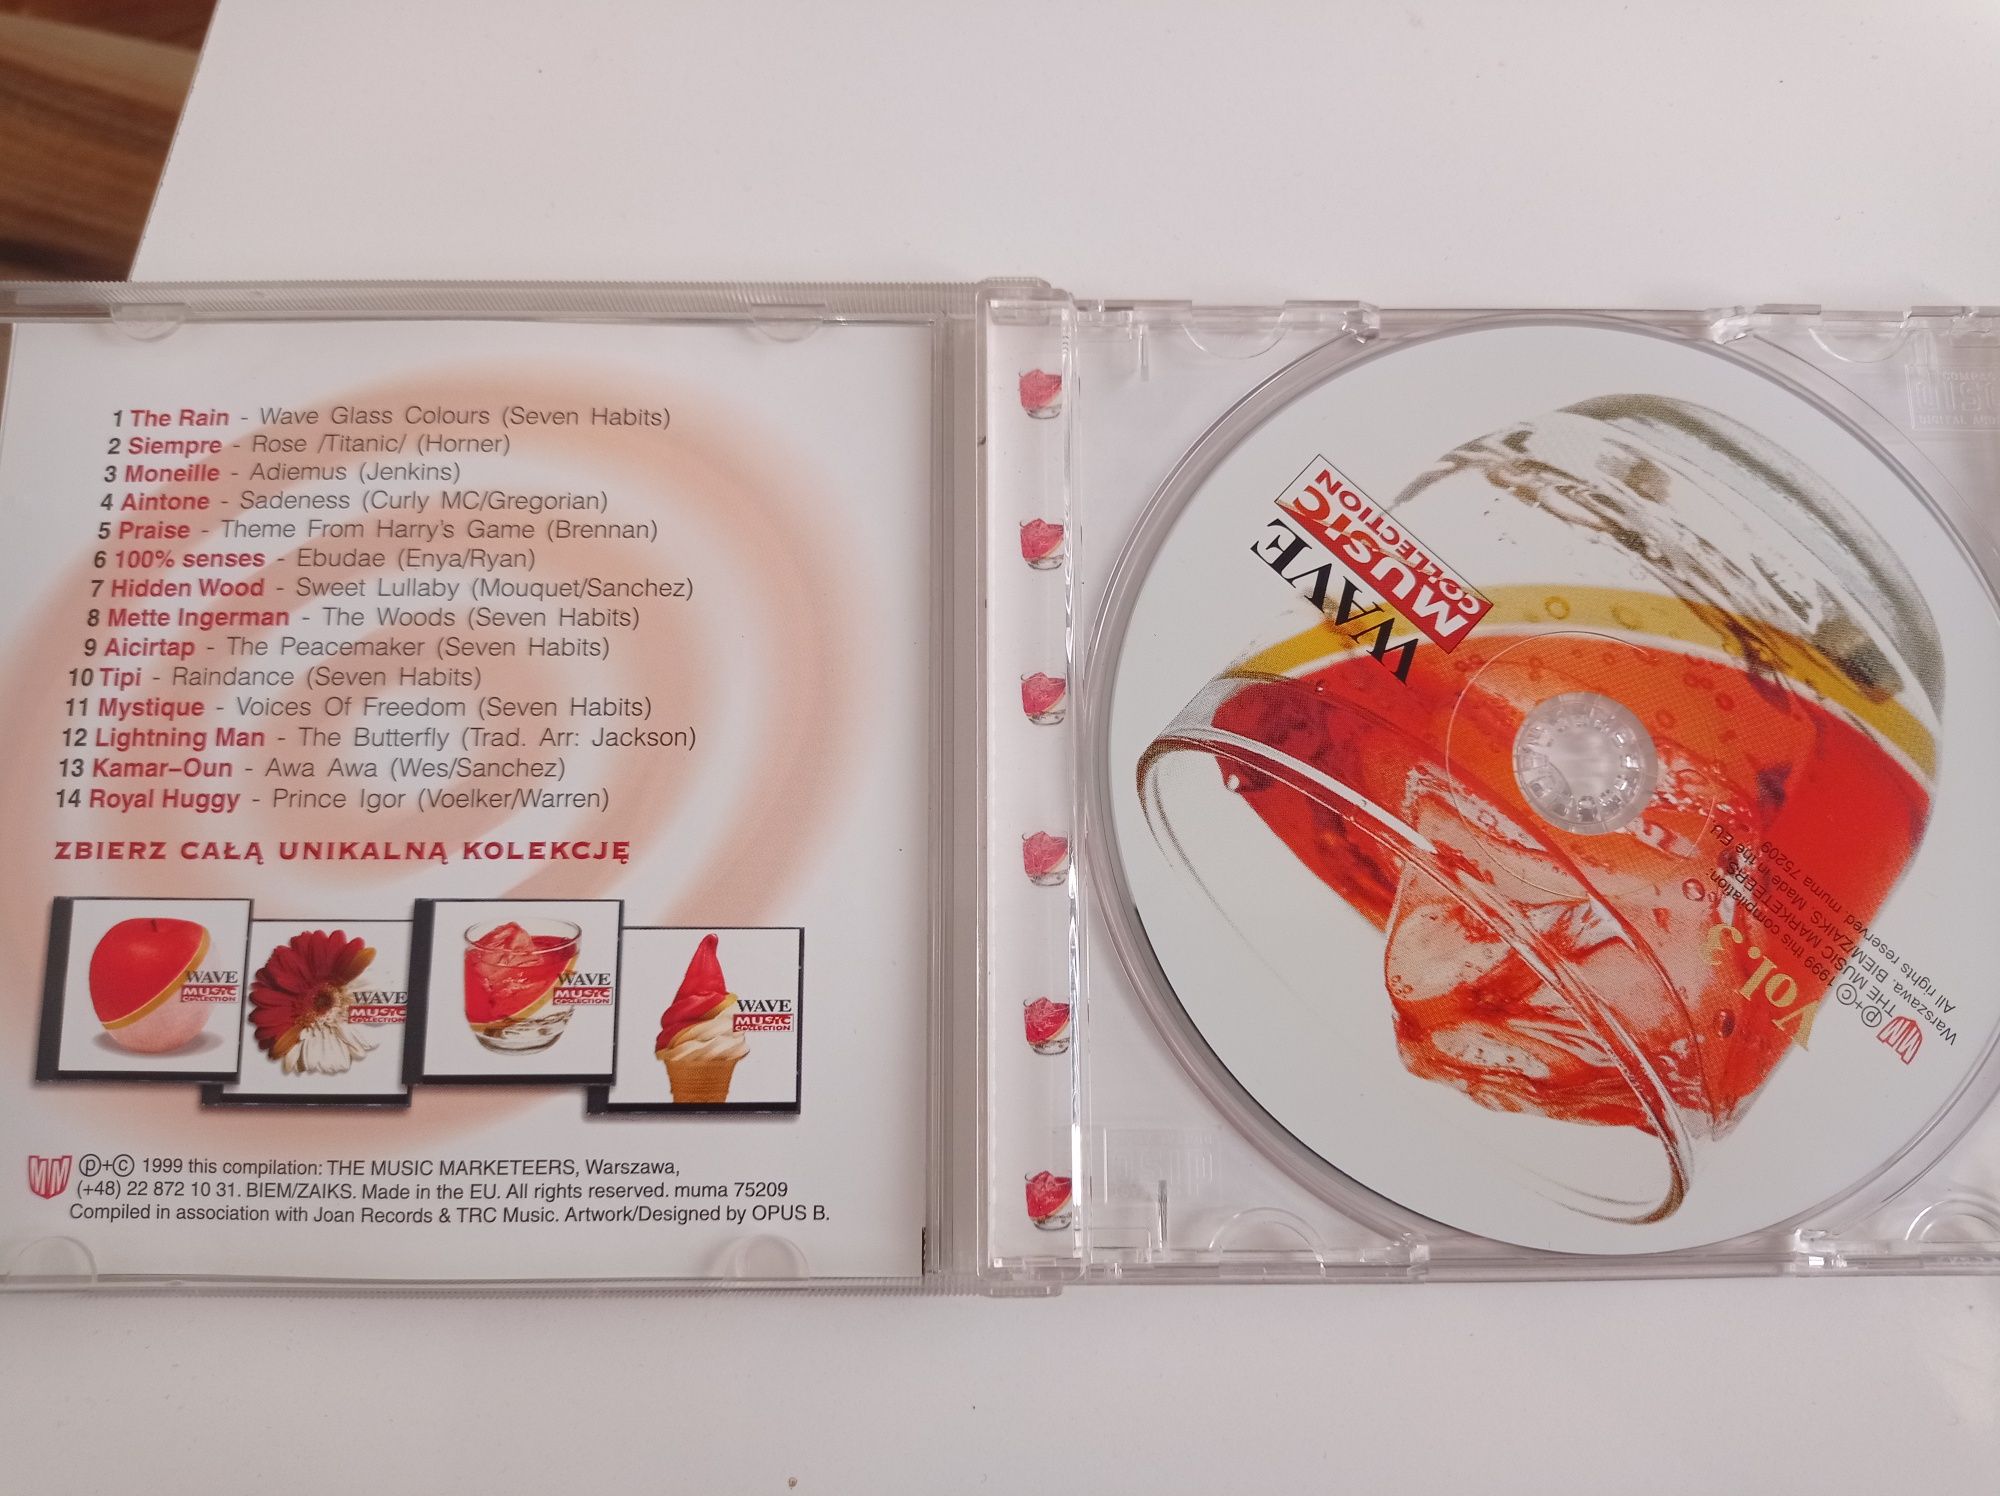 1 The Rain - Wave Glass Colours (Seven Habits)
2 Siempre - Rose /Titanic/ (Horner)
3 Moneille - Adiemus (Jenkins)
4 Aintone - Sadeness (Curly MC/Gregorian)
5 Praise - Theme From Harry's Game (Brennan)
6 100% senses - Ebudae (Enya/Ryan)
7 Hidden Wood - Sweet Lullaby (Mouquet/Sanchez)
8 Mette Ingerman - The Woods (Seven Habits)
9 Aicirtap - The Peacemaker (Seven Habits)
10 Tipi - Raindance (Seven Habits)
11 Mystique - Voices Of Freedom (Seven Habits)
12 Lightning Man - The Butterfly (Trad. Arr: Jackson)
13 Kamar–Oun - Awa Awa (Wes/Sanchez)
14 Royal Huggy - Prince Igor (Voelker/Warren)
ZBIERZ CAŁĄ UNIKALNĄ KOLEKCJĘ
WAVE
MUSIC
COLLECTION
WAVE
MUSIC
COLLECTION
WAVE
MUSIC
COLLECTION
WAVE
MUSIC
COLLECTION
MM ℗+© 1999 this compilation: THE MUSIC MARKETEERS, Warszawa,
(+48) 22 872 10 31. BIEM/ZAIKS. Made in the EU. All rights reserved. muma 75209
Compiled in association with Joan Records & TRC Music. Artwork/Designed by OPUS B.
WAVE
MUSIC
COLLECTION
Vol.3
MM ℗+© 1999 this compilation:
THE MUSIC MARKETEERS,
Warszawa. BIEM/ZAIKS. Made in the EU
All rights reserved. muma 75209